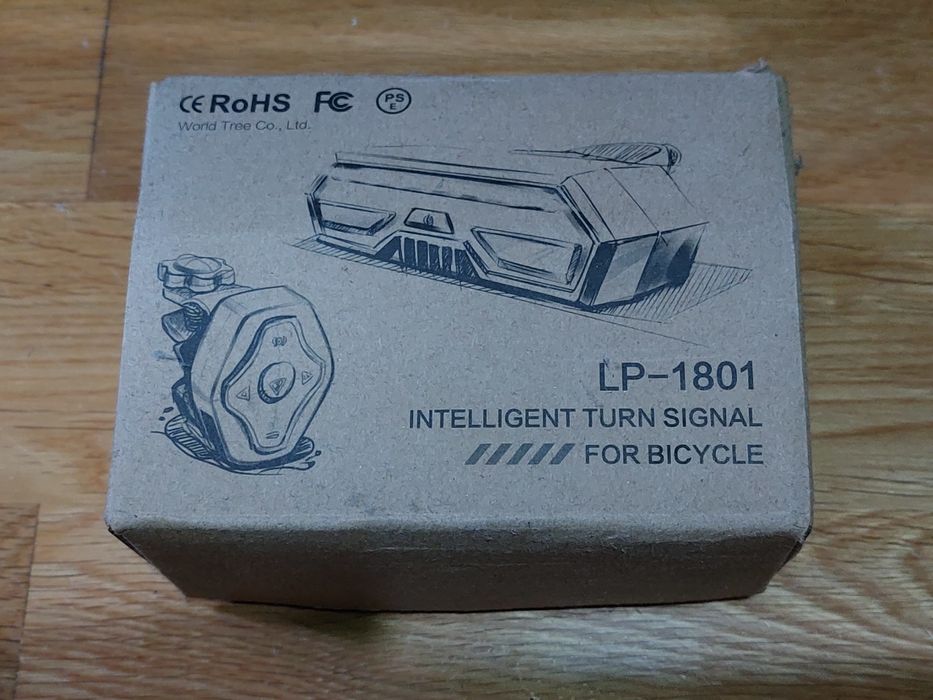 CE RoHS FC PS E
World Tree Co., Ltd.
LP-1801
INTELLIGENT TURN SIGNAL
FOR BICYCLE